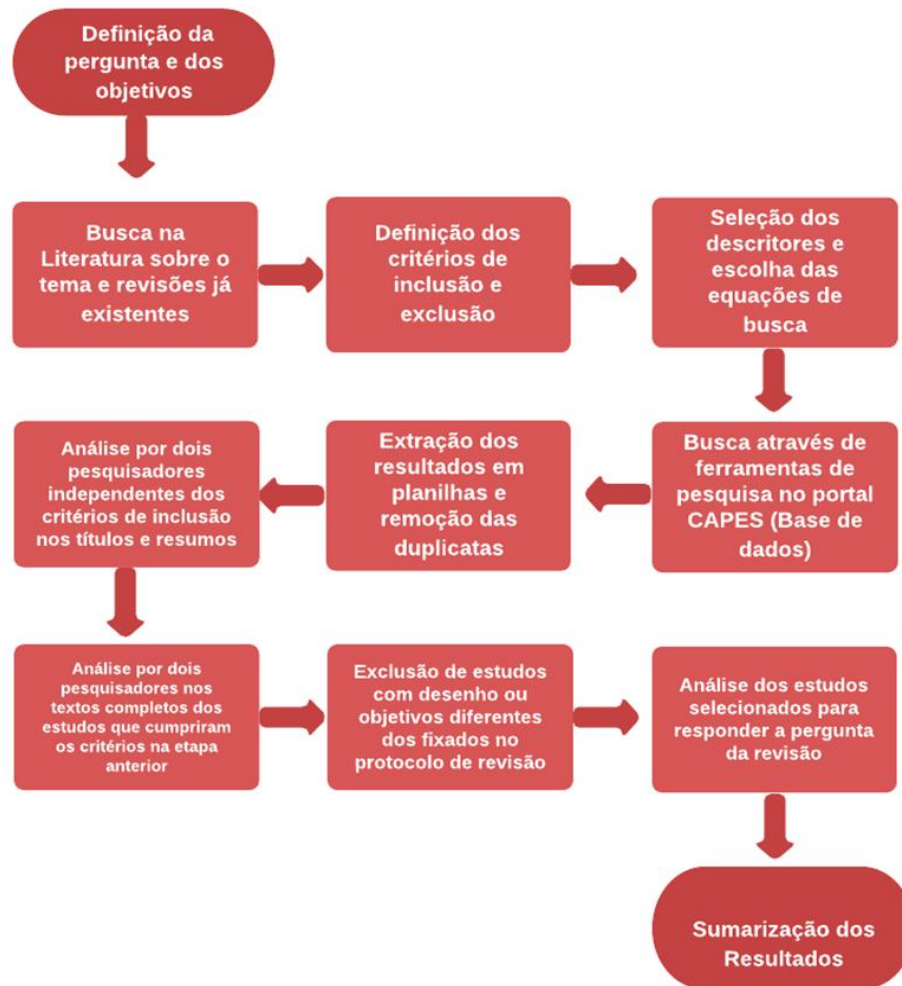 Definição da
pergunta e dos
objetivos
Busca na
Literatura sobre o
tema e revisões já
existentes
Definição dos
critérios de
inclusão e
exclusão
Seleção dos
descritores e
escolha das
equações de
busca
Busca através de
ferramentas de
pesquisa no portal
CAPES (Base de
dados)
Extração dos
resultados em
planilhas e
remoção das
duplicatas
Análise por dois
pesquisadores
independentes dos
critérios de inclusão
nos títulos e resumos
Análise por dois
pesquisadores nos
textos completos dos
estudos que cumpriram
os critérios na etapa
anterior
Exclusão de estudos
com desenho ou
objetivos diferentes
dos fixados no
protocolo de revisão
Análise dos estudos
selecionados para
responder a pergunta
da revisão
Sumarização dos
Resultados